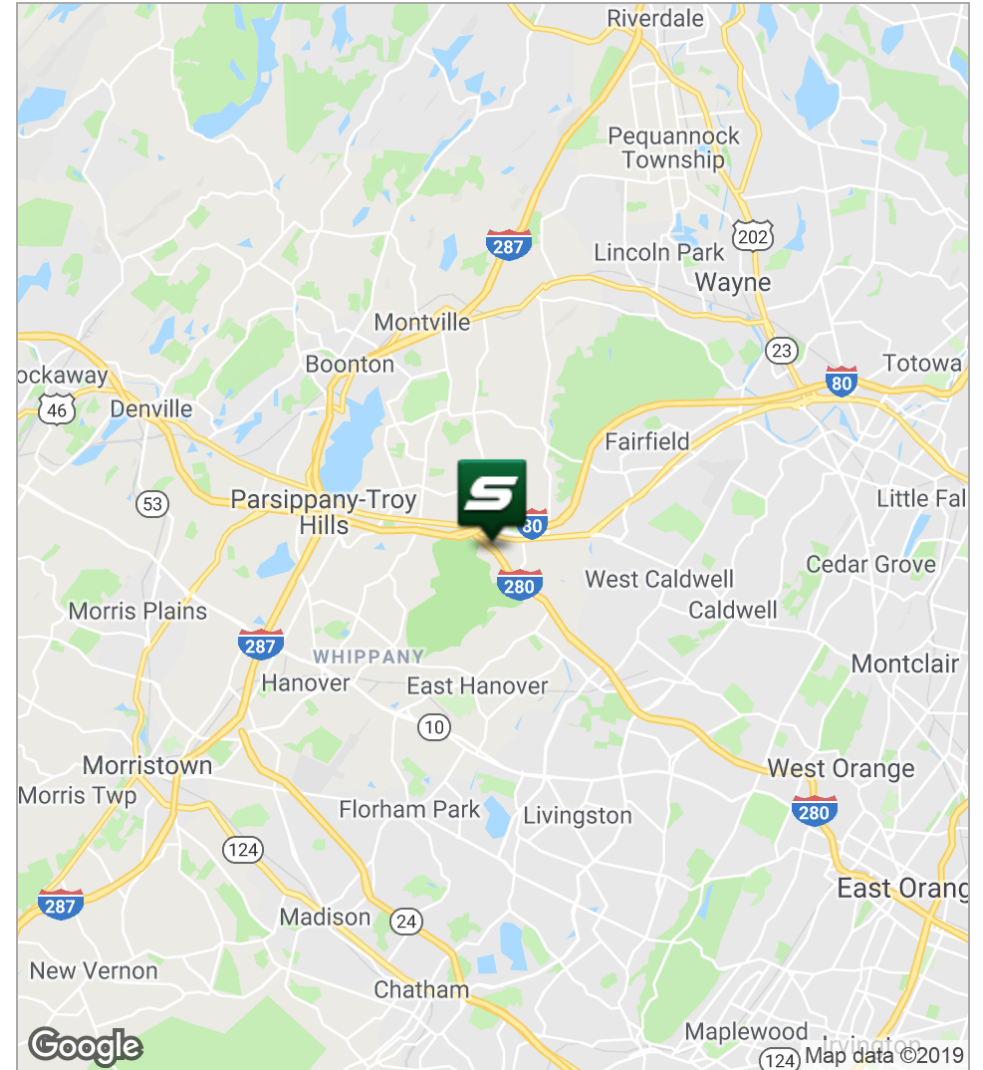 Riverdale
Pequannock
Township
202
287
Lincoln Park
Wayne
Montville
23
Boonton
Totowa
ockaway
80
46
Denville
Fairfield
Parsippany-Troy
Hills
53
S
Little Fal
80
Cedar Grove
280
West Caldwell
Caldwell
Morris Plains
287
WHIPPANY
Montclair
Hanover
East Hanover
10
Morristown
West Orange
Morris Twp
Florham Park
Livingston
280
124
East Orang
287
Madison
24
New Vernon
Chatham
Maplewood
Irvington
Google
124
Map data ©2019